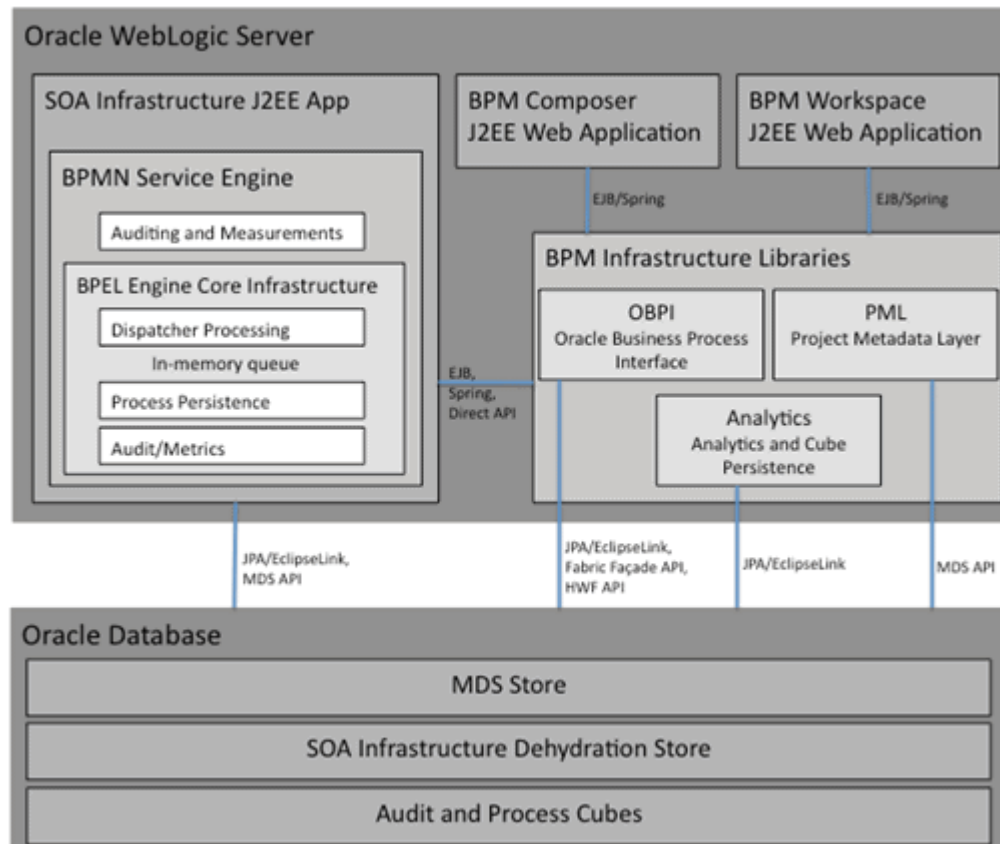 Oracle WebLogic Server
SOA Infrastructure J2EE App
BPMN Service Engine
Auditing and Measurements
BPEL Engine Core Infrastructure
Dispatcher Processing
In-memory queue
Process Persistence
Audit/Metrics
BPM Composer
J2EE Web Application
BPM Workspace
J2EE Web Application
EJB/Spring
EJB/Spring
BPM Infrastructure Libraries
OBPI
Oracle Business Process
Interface
PML
Project Metadata Layer
EJB,
Spring,
Direct API
Analytics
Analytics and Cube
Persistence
JPA/EclipseLink,
MDS API
JPA/EclipseLink,
Fabric Façade API,
HWF API
JPA/EclipseLink
MDS API
Oracle Database
MDS Store
SOA Infrastructure Dehydration Store
Audit and Process Cubes